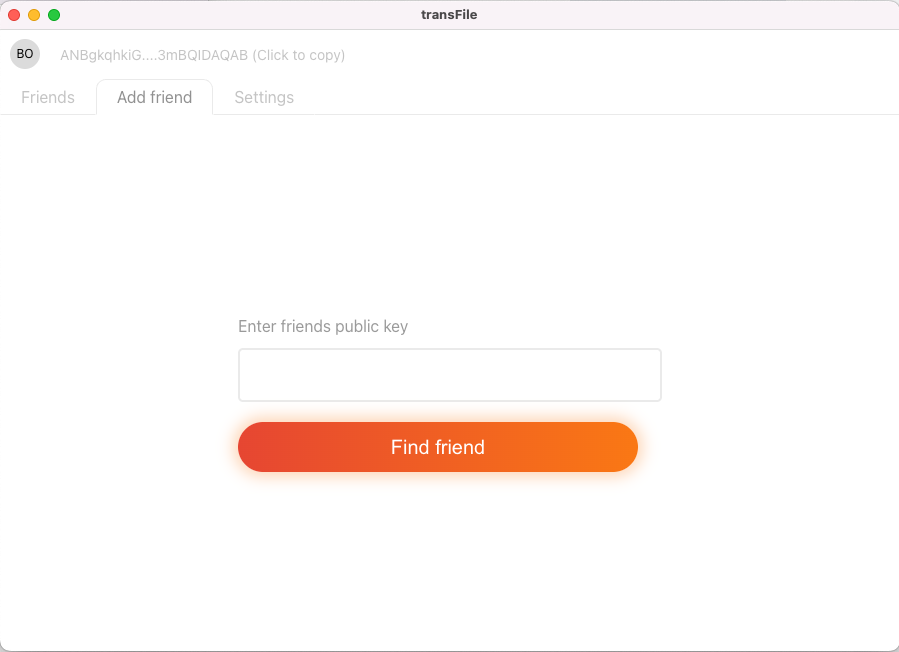 transFile
BO
ANBgkqhkiG....3mBQIDAQAB (Click to copy)
Friends
Add friend
Settings
Enter friends public key
Find friend